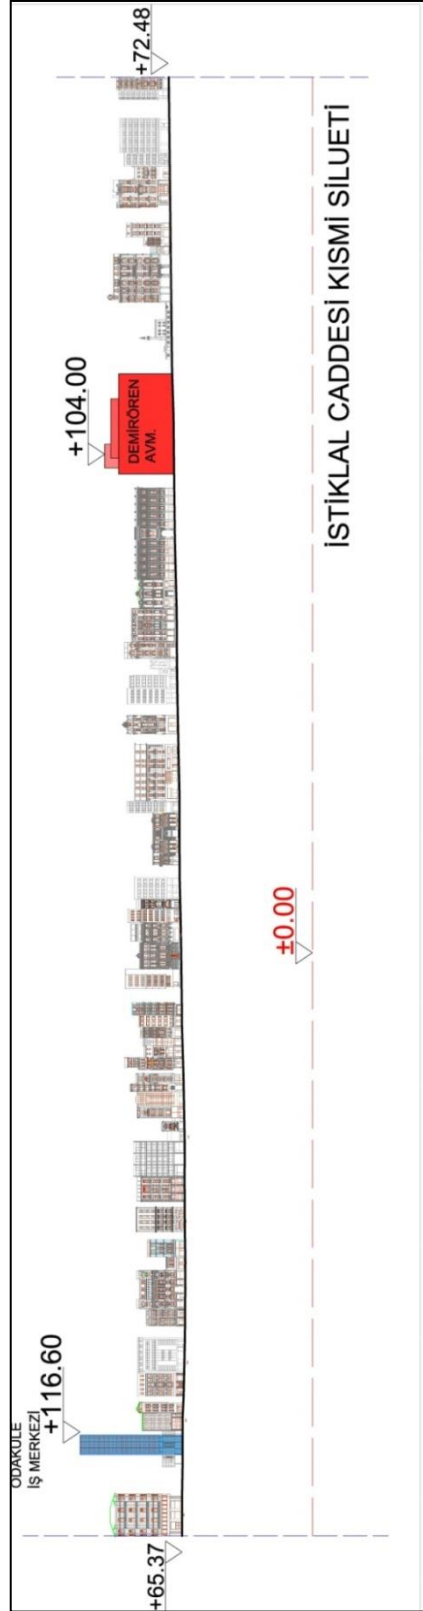 ODAKULE
İŞ MERKEZİ
+116.60
+65.37
±0.00
+104.00
DEMİRÖREN
AVM.
+72.48
İSTİKLAL CADDESİ KISMİ SİLUETİ